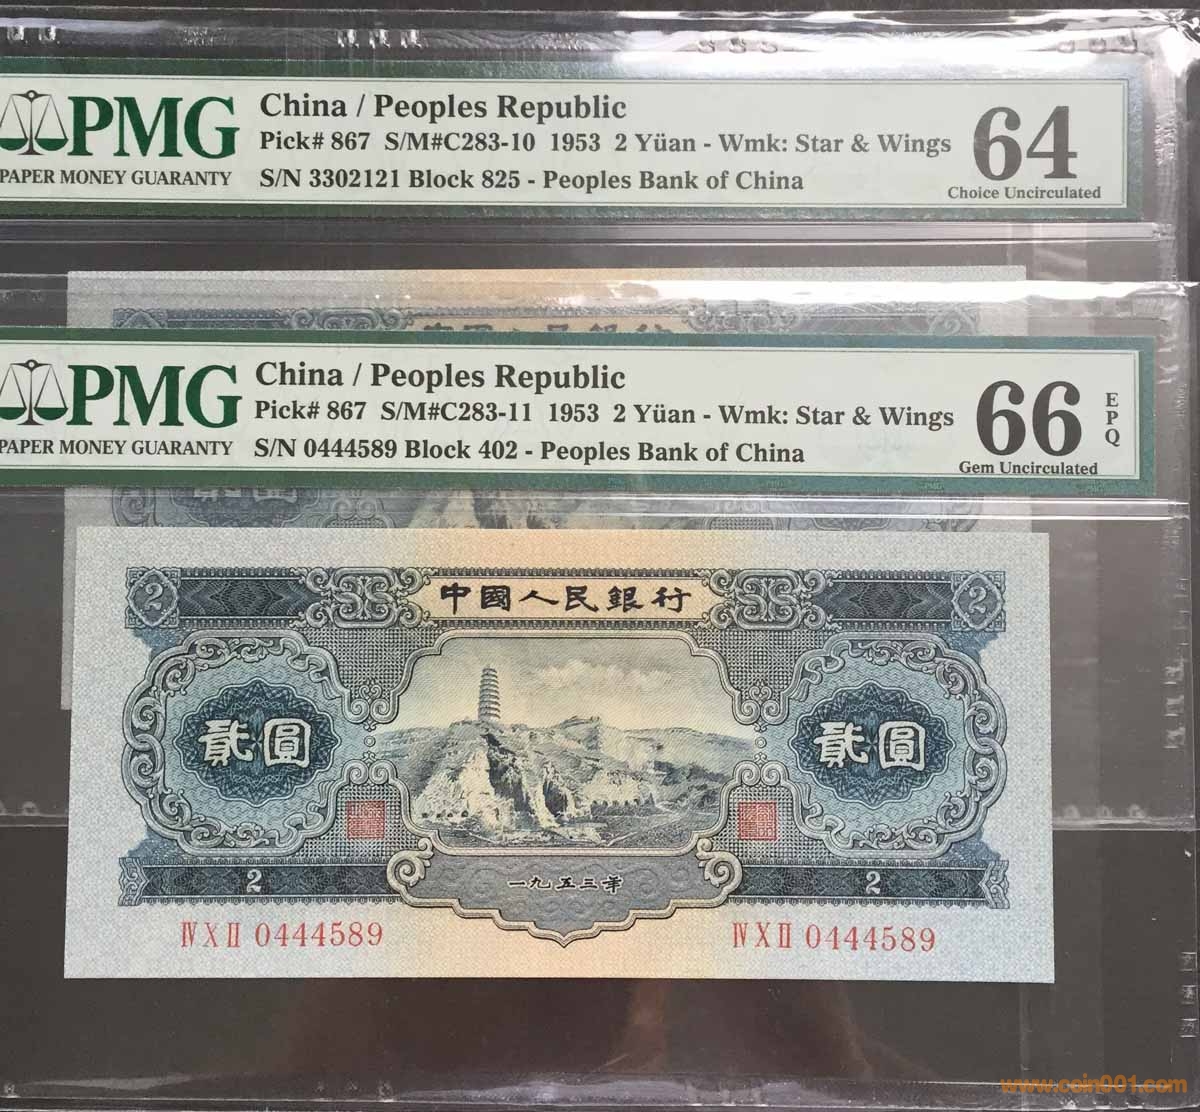 PMG
PAPER MONEY GUARANTY
China / Peoples Republic
Pick# 867 S/M#C283-10 1953 2 Yüan - Wmk: Star & Wings
S/N 3302121 Block 825 - Peoples Bank of China
64
Choice Uncirculated
PMG
PAPER MONEY GUARANTY
China / Peoples Republic
Pick# 867 S/M#C283-11 1953 2 Yüan - Wmk: Star & Wings
S/N 0444589 Block 402 - Peoples Bank of China
66
EPQ
Gem Uncirculated
貳圓
中國人民銀行
2 2
貳圓 貳圓
一九五三年
2 2
IV X II 0444589 IV X II 0444589
www.coin001.com